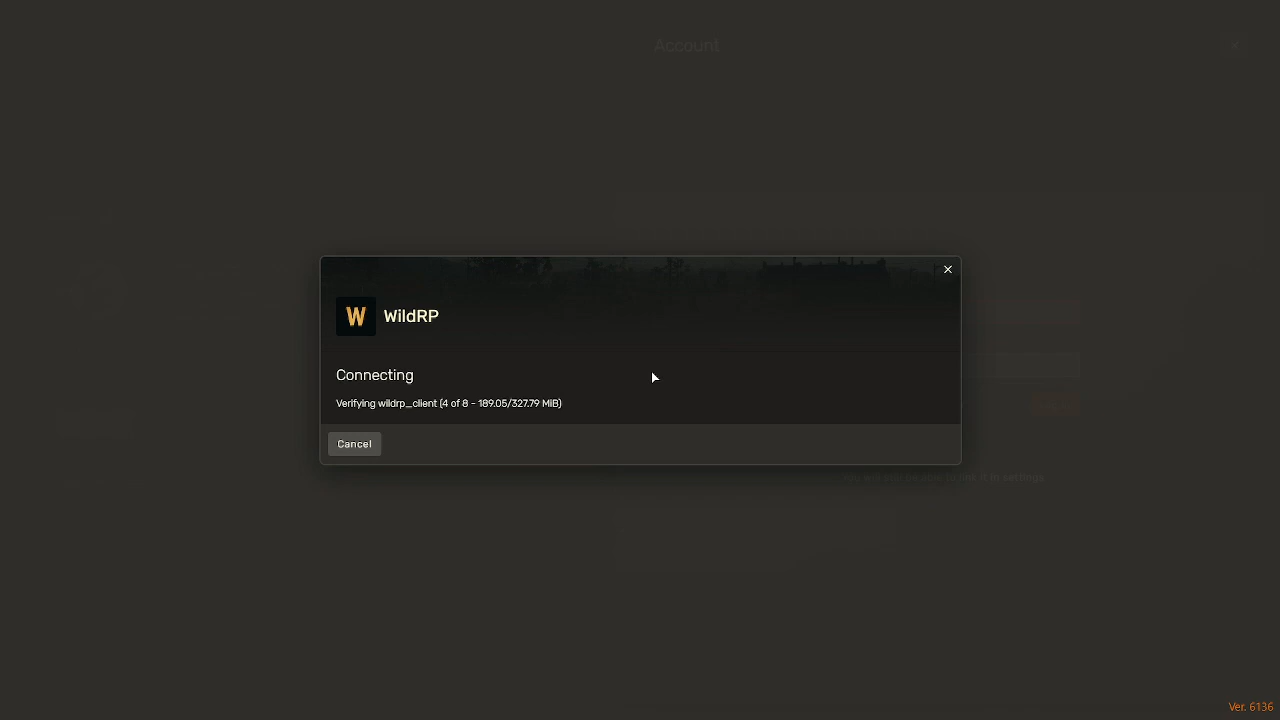 Account
W WildRP
Connecting
Verifying wildrp_client (4 of 8 - 189.05/327.79 MiB)
Cancel
Ver. 6136